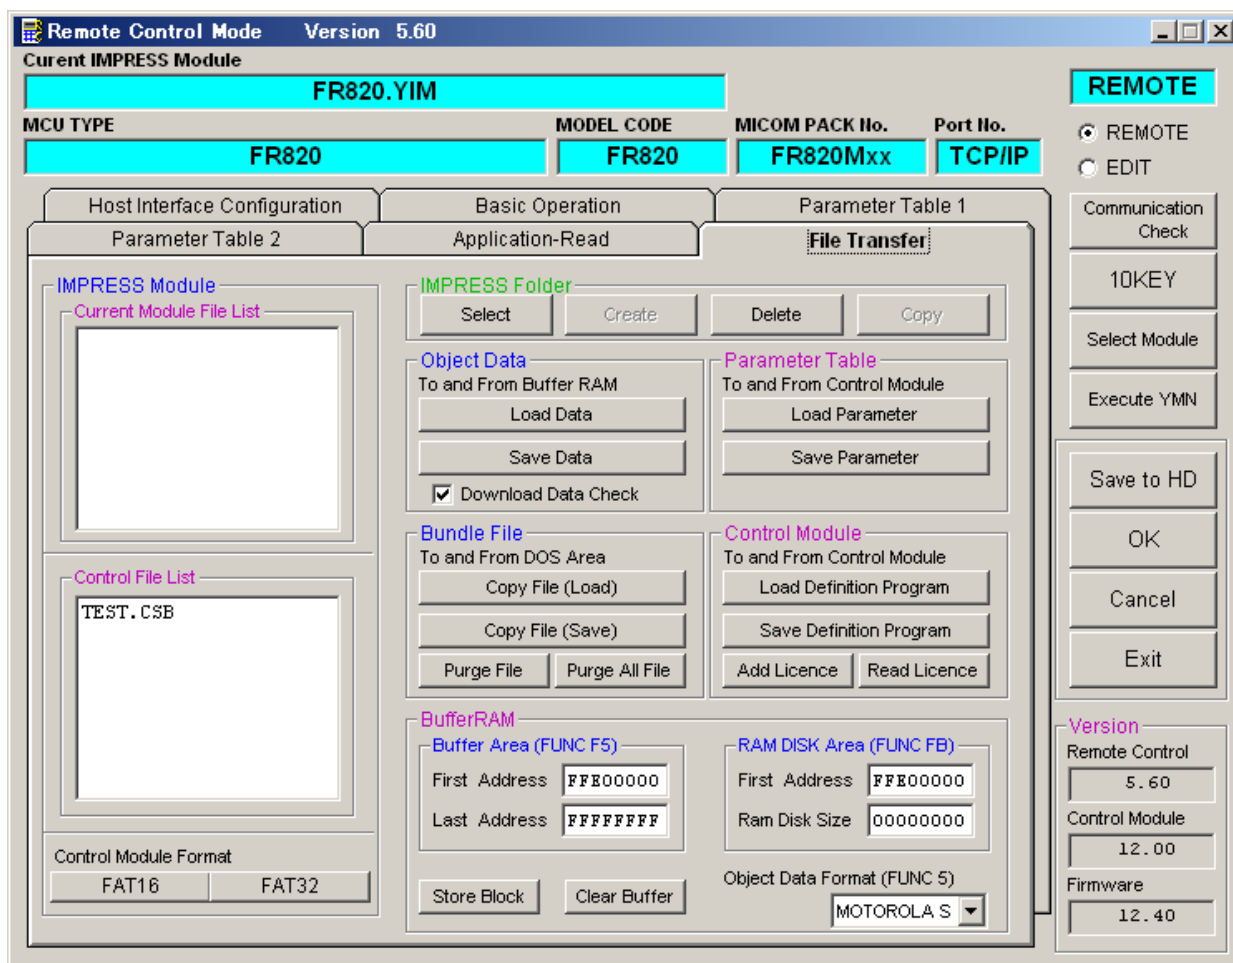 Remote Control Mode Version 5.60
Curent IMPRESS Module
FR820.YIM
REMOTE
MCU TYPE MODEL CODE MICOM PACK No. Port No.
FR820 FR820 FR820Mxx TCP/IP
REMOTE
EDIT
Host Interface Configuration Basic Operation Parameter Table 1
Parameter Table 2 Application-Read File Transfer
Communication
Check
10KEY
Select Module
Execute YMN
Save to HD
OK
Cancel
Exit
IMPRESS Module
Current Module File List
Control File List
TEST.CSB
Control Module Format
FAT16 FAT32
IMPRESS Folder
Select Create Delete Copy
Object Data
To and From Buffer RAM
Load Data
Save Data
Download Data Check
Parameter Table
To and From Control Module
Load Parameter
Save Parameter
Bundle File
To and From DOS Area
Copy File (Load)
Copy File (Save)
Purge File Purge All File
Control Module
To and From Control Module
Load Definition Program
Save Definition Program
Add Licence Read Licence
BufferRAM
Buffer Area (FUNC F5)
First Address FFE00000
Last Address FFFFFFFF
RAM DISK Area (FUNC FB)
First Address FFE00000
Ram Disk Size 00000000
Store Block Clear Buffer
Object Data Format (FUNC 5)
MOTOROLA S
Version
Remote Control
5.60
Control Module
12.00
Firmware
12.40